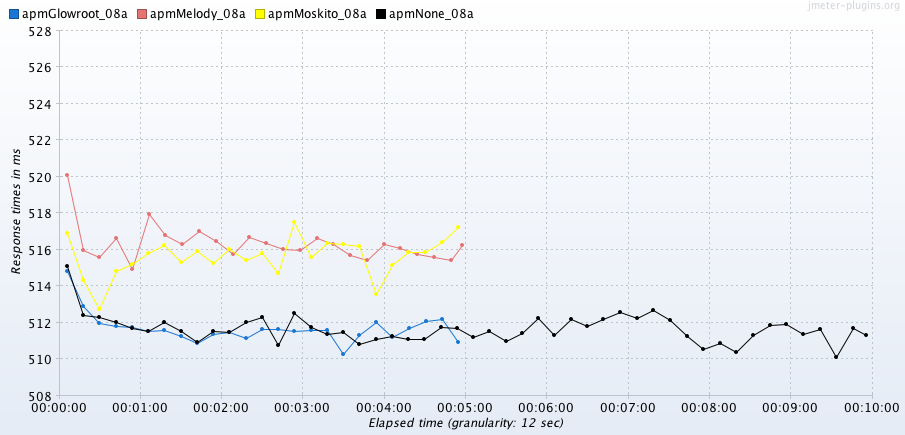 apmGlowroot_08a apmMelody_08a apmMoskito_08a apmNone_08a
jmeter-plugins.org
528
526
524
522
520
518
516
514
512
510
508
Response times in ms
00:00:00 00:01:00 00:02:00 00:03:00 00:04:00 00:05:00 00:06:00 00:07:00 00:08:00 00:09:00 00:10:00
Elapsed time (granularity: 12 sec)